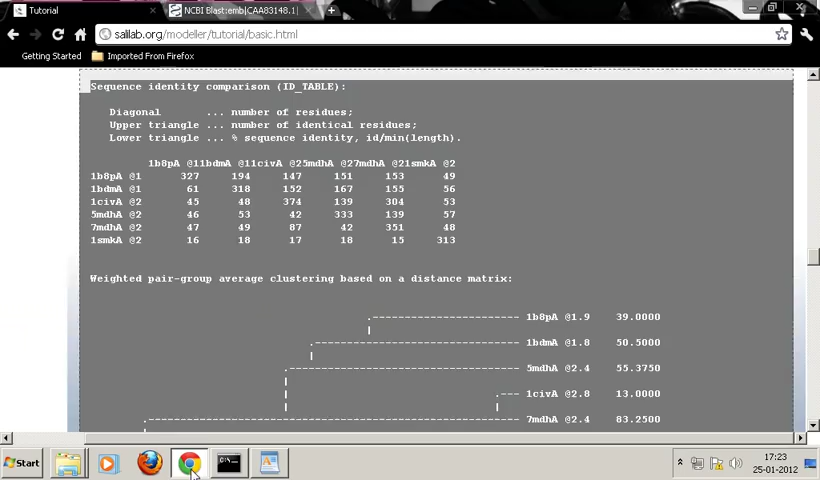 Tutorial
NCBI Blast:emb|CAA83148.1|
salilab.org/modeller/tutorial/basic.html
Getting Started
Imported From Firefox
Sequence identity comparison (ID_TABLE):
Diagonal ... number of residues;
Upper triangle ... number of identical residues;
Lower triangle ... % sequence identity, id/min(length).
1b8pA @11bdmA @11civA @25mdhA @27mdhA @21smkA @2
1b8pA @1 327 194 147 151 153 49
1bdmA @1 61 318 152 167 155 56
1civA @2 45 48 374 139 304 53
5mdhA @2 46 53 42 333 139 57
7mdhA @2 47 49 87 42 351 48
1smkA @2 16 18 17 18 15 313
Weighted pair-group average clustering based on a distance matrix:
.----------------------- 1b8pA @1.9 39.0000
|
.-------------------------------- 1bdmA @1.8 50.5000
|
.------------------------------------ 5mdhA @2.4 55.3750
|
| .--- 1civA @2.8 13.0000
| |
.---------------------------------------------------------- 7mdhA @2.4 83.2500
Start
C:\
17:23
25-01-2012